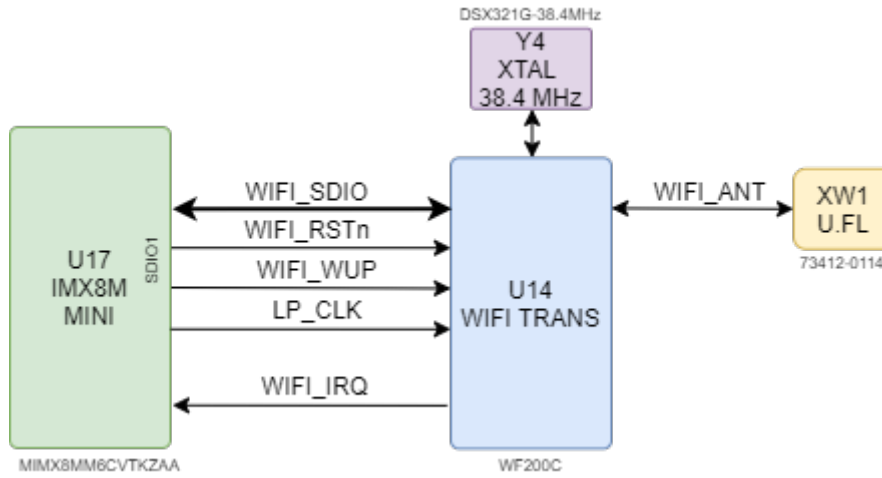 DSX321G-38.4MHz
Y4
XTAL
38.4 MHz
WIFI_SDIO
WIFI_RSTn
WIFI_WUP
LP_CLK
WIFI_IRQ
SDIO1
U17
IMX8M
MINI
MIMX8MM6CVTKZAA
U14
WIFI TRANS
WF200C
WIFI_ANT
XW1
U.FL
73412-0114